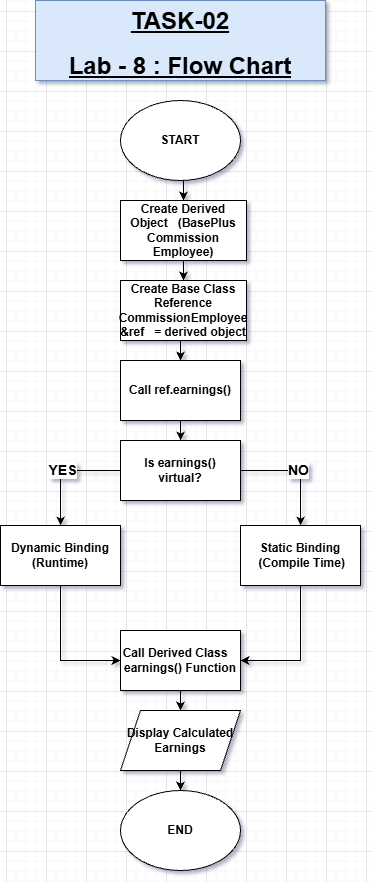 TASK-02
Lab - 8 : Flow Chart
START
Create Derived
Object (BasePlus
Commission
Employee)
Create Base Class
Reference
CommissionEmployee
&ref = derived object
Call ref.earnings()
Is earnings()
virtual?
YES
NO
Dynamic Binding
(Runtime)
Static Binding
(Compile Time)
Call Derived Class
earnings() Function
Display Calculated
Earnings
END